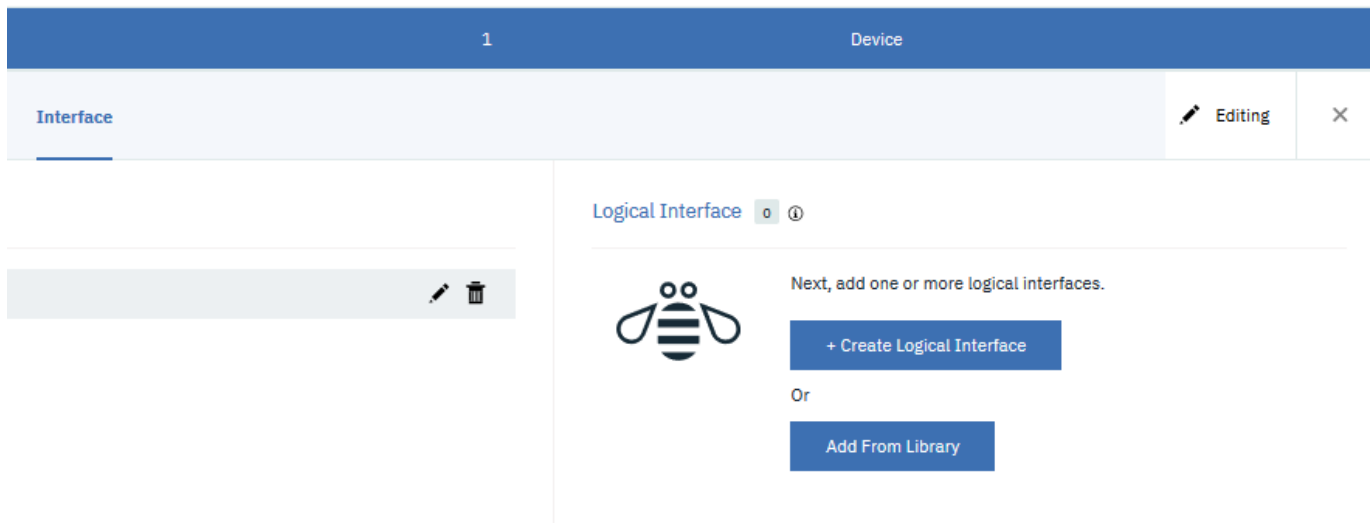 1
Device
Interface
Editing
Logical Interface 0
Next, add one or more logical interfaces.
+ Create Logical Interface
Or
Add From Library